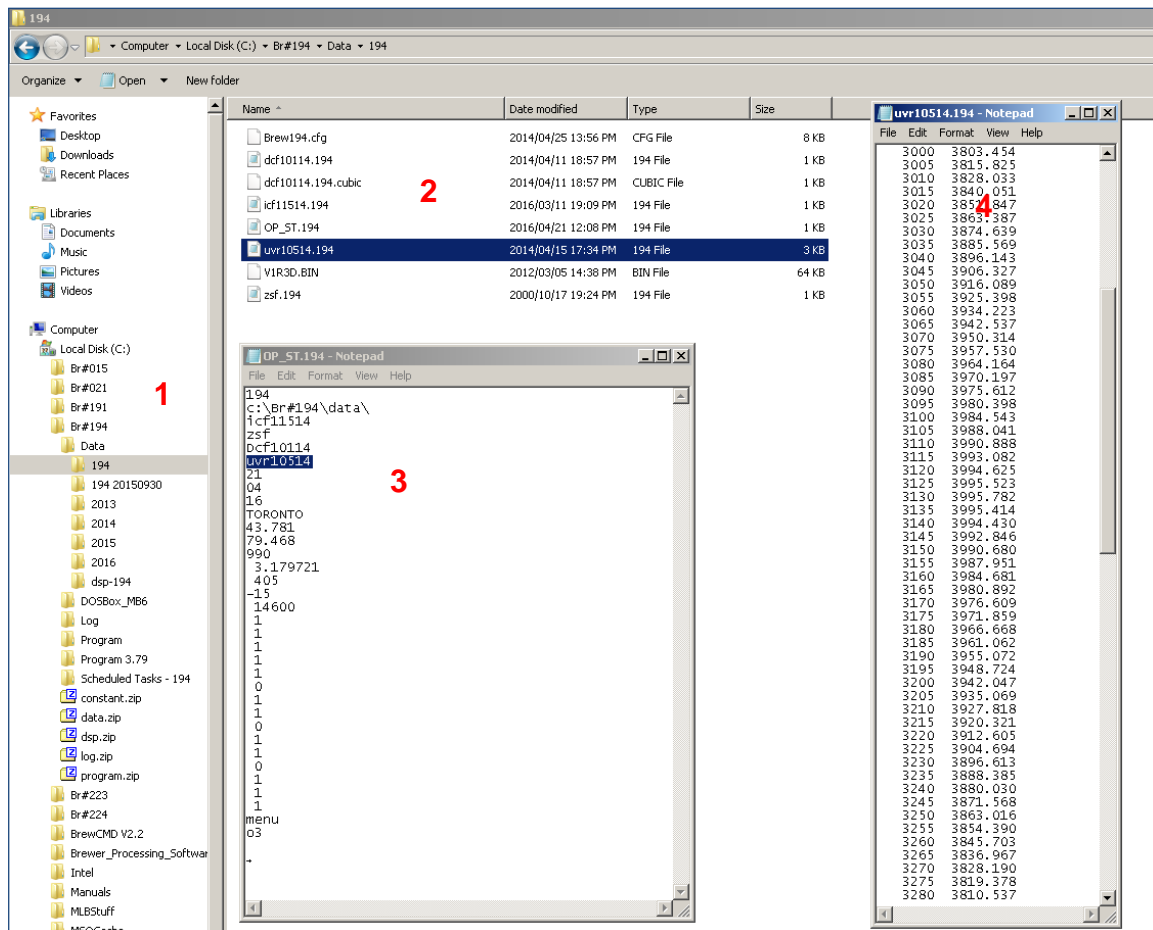 194
Computer Local Disk (C:) Br#194 Data 194
Organize Open New folder
Favorites
Desktop
Downloads
Recent Places
Libraries
Documents
Music
Pictures
Videos
Computer
Local Disk (C:)
Br#015
Br#021
Br#191
Br#194
Data
194
194 20150930
2013
2014
2015
2016
dsp-194
DOSBox_MB6
Log
Program
Program 3.79
Scheduled Tasks - 194
constant.zip
data.zip
dsp.zip
log.zip
program.zip
Br#223
Br#224
BrewCMD V2.2
Brewer_Processing_Softwar
Intel
Manuals
MLBStuff
1
Name Date modified Type Size
Brew194.cfg 2014/04/25 13:56 PM CFG File 8 KB
dcf10114.194 2014/04/11 18:57 PM 194 File 1 KB
dcf10114.194.cubic 2014/04/11 18:57 PM CUBIC File 1 KB
icf11514.194 2016/03/11 19:09 PM 194 File 1 KB
OP_ST.194 2016/04/21 12:08 PM 194 File 1 KB
uvr10514.194 2014/04/15 17:34 PM 194 File 3 KB
V1R3D.BIN 2012/03/05 14:38 PM BIN File 64 KB
zsf.194 2000/10/17 19:24 PM 194 File 1 KB
2
OP_ST.194 - Notepad
File Edit Format View Help
194
c:\Br#194\data\
icf11514
zsf
Dcf10114
uvr10514
21
04
16
TORONTO
43.781
79.468
990
3.179721
405
-15
14600
1
1
1
1
1
0
1
1
0
1
1
0
1
1
1
menu
o3
3
uvr10514.194 - Notepad
File Edit Format View Help
3000 3803.454
3005 3815.825
3010 3828.033
3015 3840.051
3020 3851.847
3025 3863.387
3030 3874.639
3035 3885.569
3040 3896.143
3045 3906.327
3050 3916.089
3055 3925.398
3060 3934.223
3065 3942.537
3070 3950.314
3075 3957.530
3080 3964.164
3085 3970.197
3090 3975.612
3095 3980.398
3100 3984.543
3105 3988.041
3110 3990.888
3115 3993.082
3120 3994.625
3125 3995.523
3130 3995.782
3135 3995.414
3140 3994.430
3145 3992.846
3150 3990.680
3155 3987.951
3160 3984.681
3165 3980.892
3170 3976.609
3175 3971.859
3180 3966.668
3185 3961.062
3190 3955.072
3195 3948.724
3200 3942.047
3205 3935.069
3210 3927.818
3215 3920.321
3220 3912.605
3225 3904.694
3230 3896.613
3235 3888.385
3240 3880.030
3245 3871.568
3250 3863.016
3255 3854.390
3260 3845.703
3265 3836.967
3270 3828.190
3275 3819.378
3280 3810.537
4